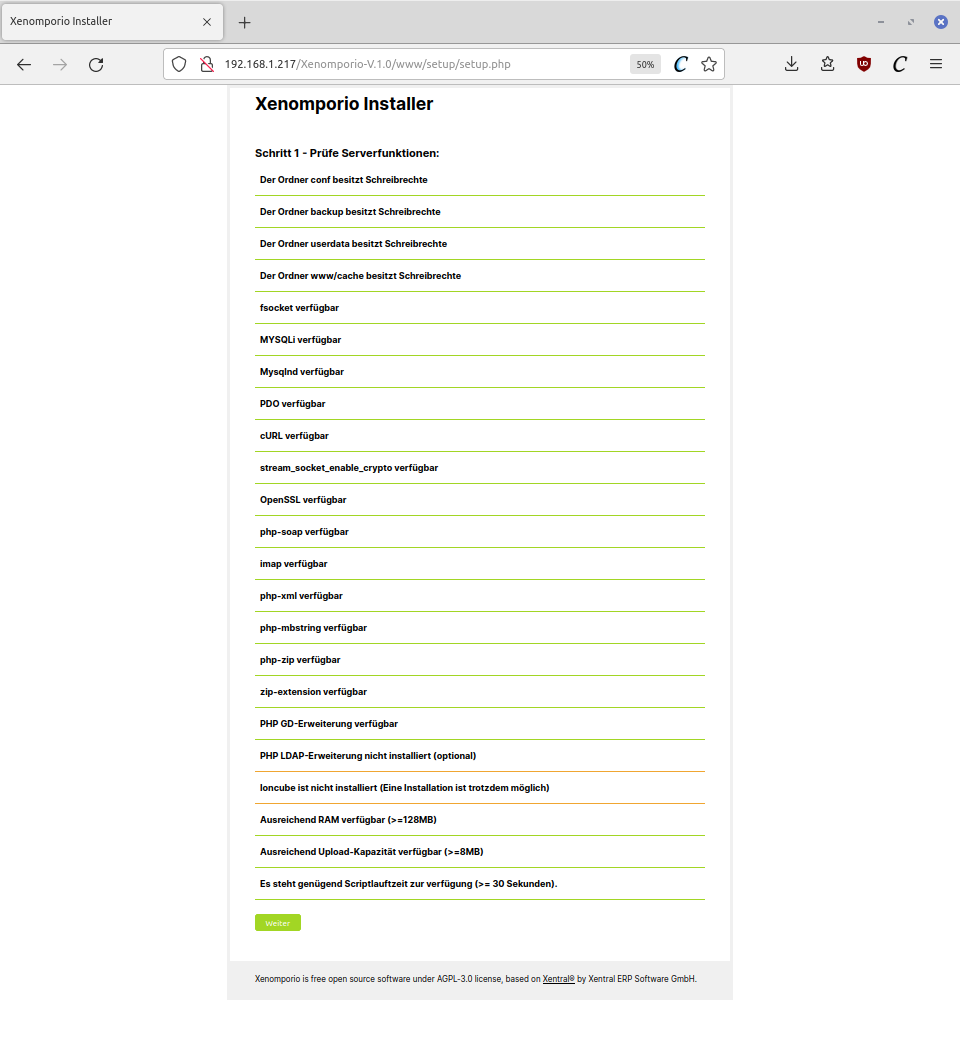 Xenomporio Installer
192.168.1.217/Xenomporio-V.1.0/www/setup/setup.php
50%
Xenomporio Installer
Schritt 1 - Prüfe Serverfunktionen:
Der Ordner conf besitzt Schreibrechte
Der Ordner backup besitzt Schreibrechte
Der Ordner userdata besitzt Schreibrechte
Der Ordner www/cache besitzt Schreibrechte
fsocket verfügbar
MYSQLi verfügbar
Mysqlnd verfügbar
PDO verfügbar
cURL verfügbar
stream_socket_enable_crypto verfügbar
OpenSSL verfügbar
php-soap verfügbar
imap verfügbar
php-xml verfügbar
php-mbstring verfügbar
php-zip verfügbar
zip-extension verfügbar
PHP GD-Erweiterung verfügbar
PHP LDAP-Erweiterung nicht installiert (optional)
Ioncube ist nicht installiert (Eine Installation ist trotzdem möglich)
Ausreichend RAM verfügbar (>=128MB)
Ausreichend Upload-Kapazität verfügbar (>=8MB)
Es steht genügend Scriptlauftzeit zur verfügung (>= 30 Sekunden).
Weiter
Xenomporio is free open source software under AGPL-3.0 license, based on Xentral® by Xentral ERP Software GmbH.